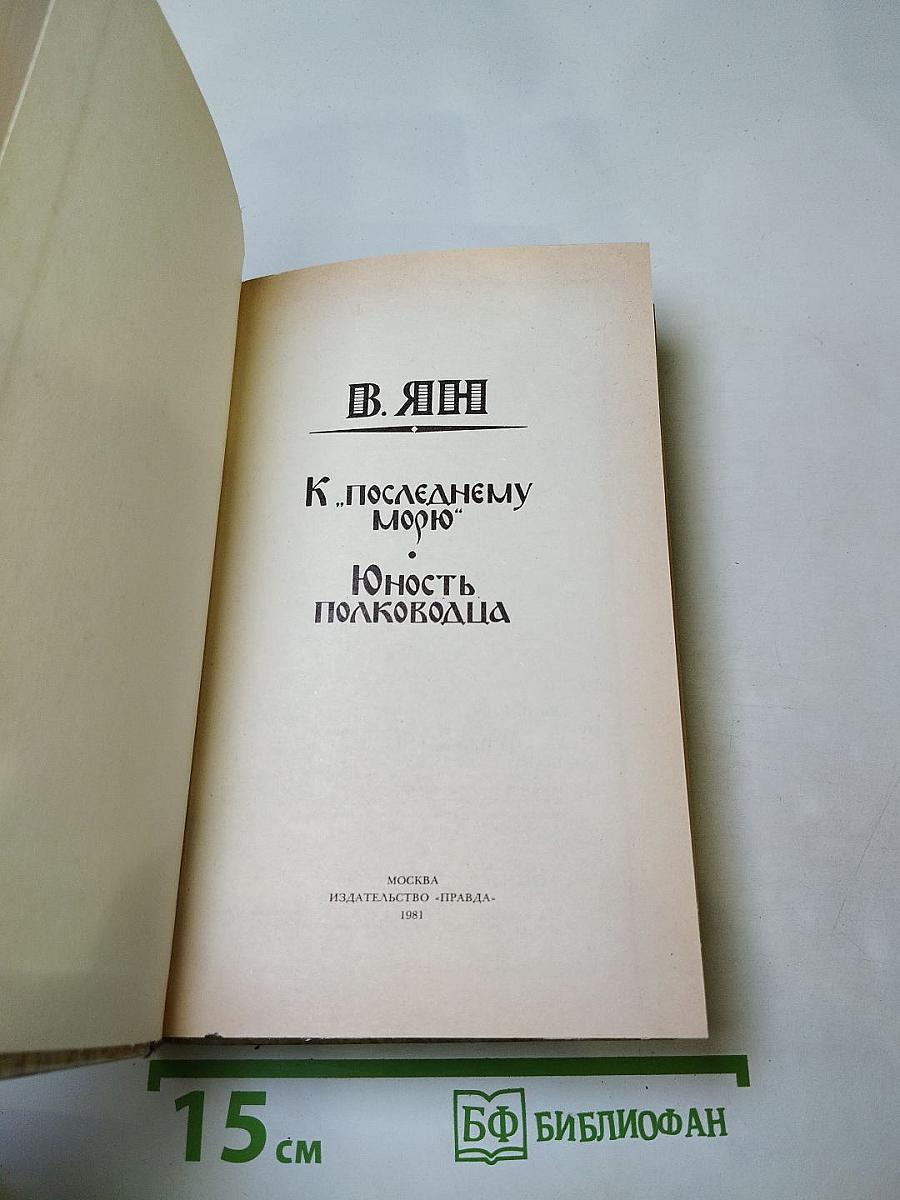 В. ЯН
К „ПОСЛЕДНЕМУ
МОРЮ“
•
ЮНОСТЬ
ПОЛКОВОДЦА
МОСКВА
ИЗДАТЕЛЬСТВО «ПРАВДА»
1981
15 см
БФ БИБЛИОФАН